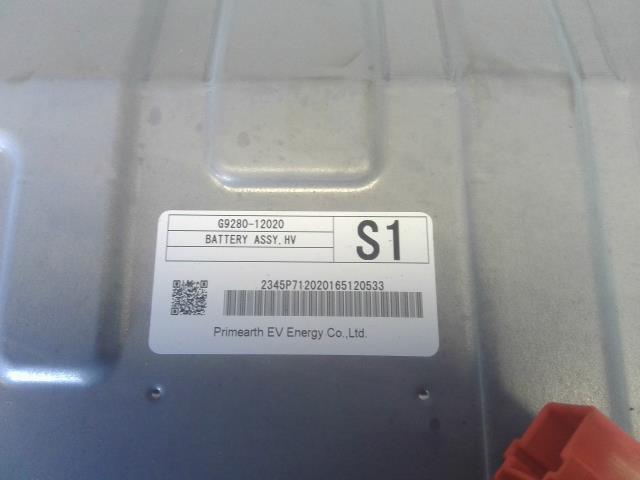 G9280-12020
BATTERY ASSY, HV
S1
2345P712020165120533
Primearth EV Energy Co.,Ltd.